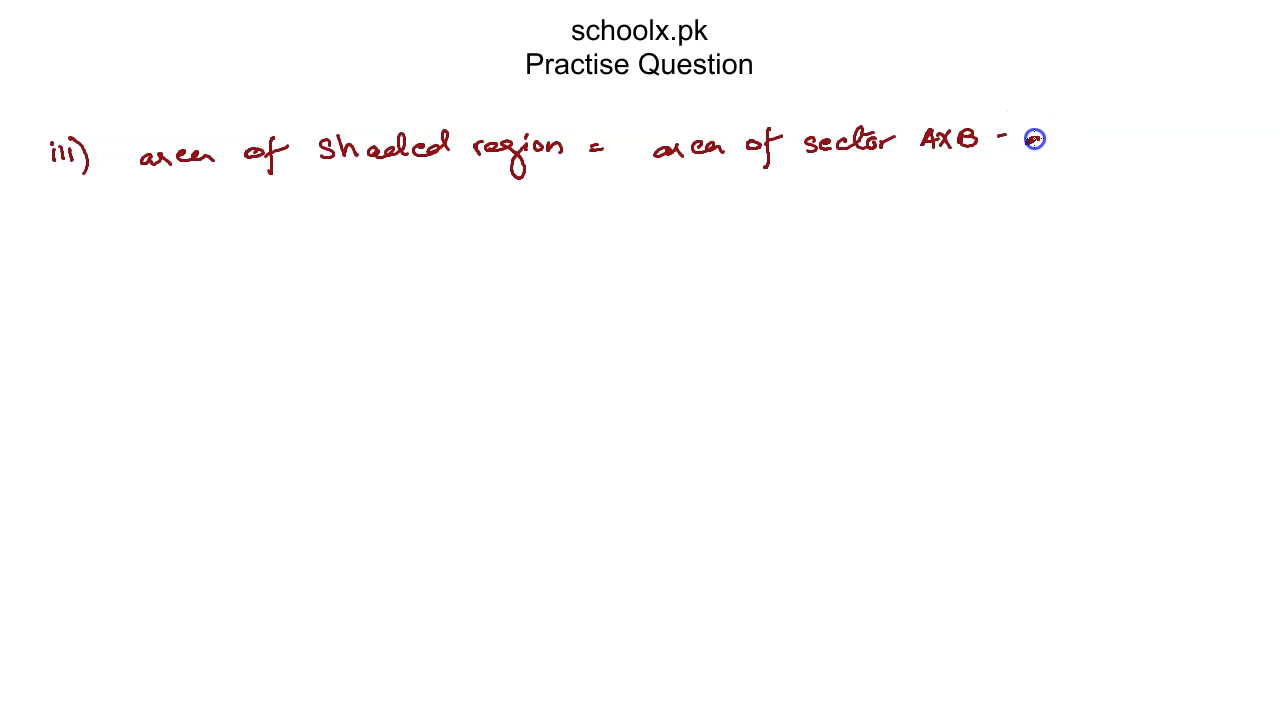 schoolx.pk
Practise Question
iii) area of shaded region = area of sector AXB -